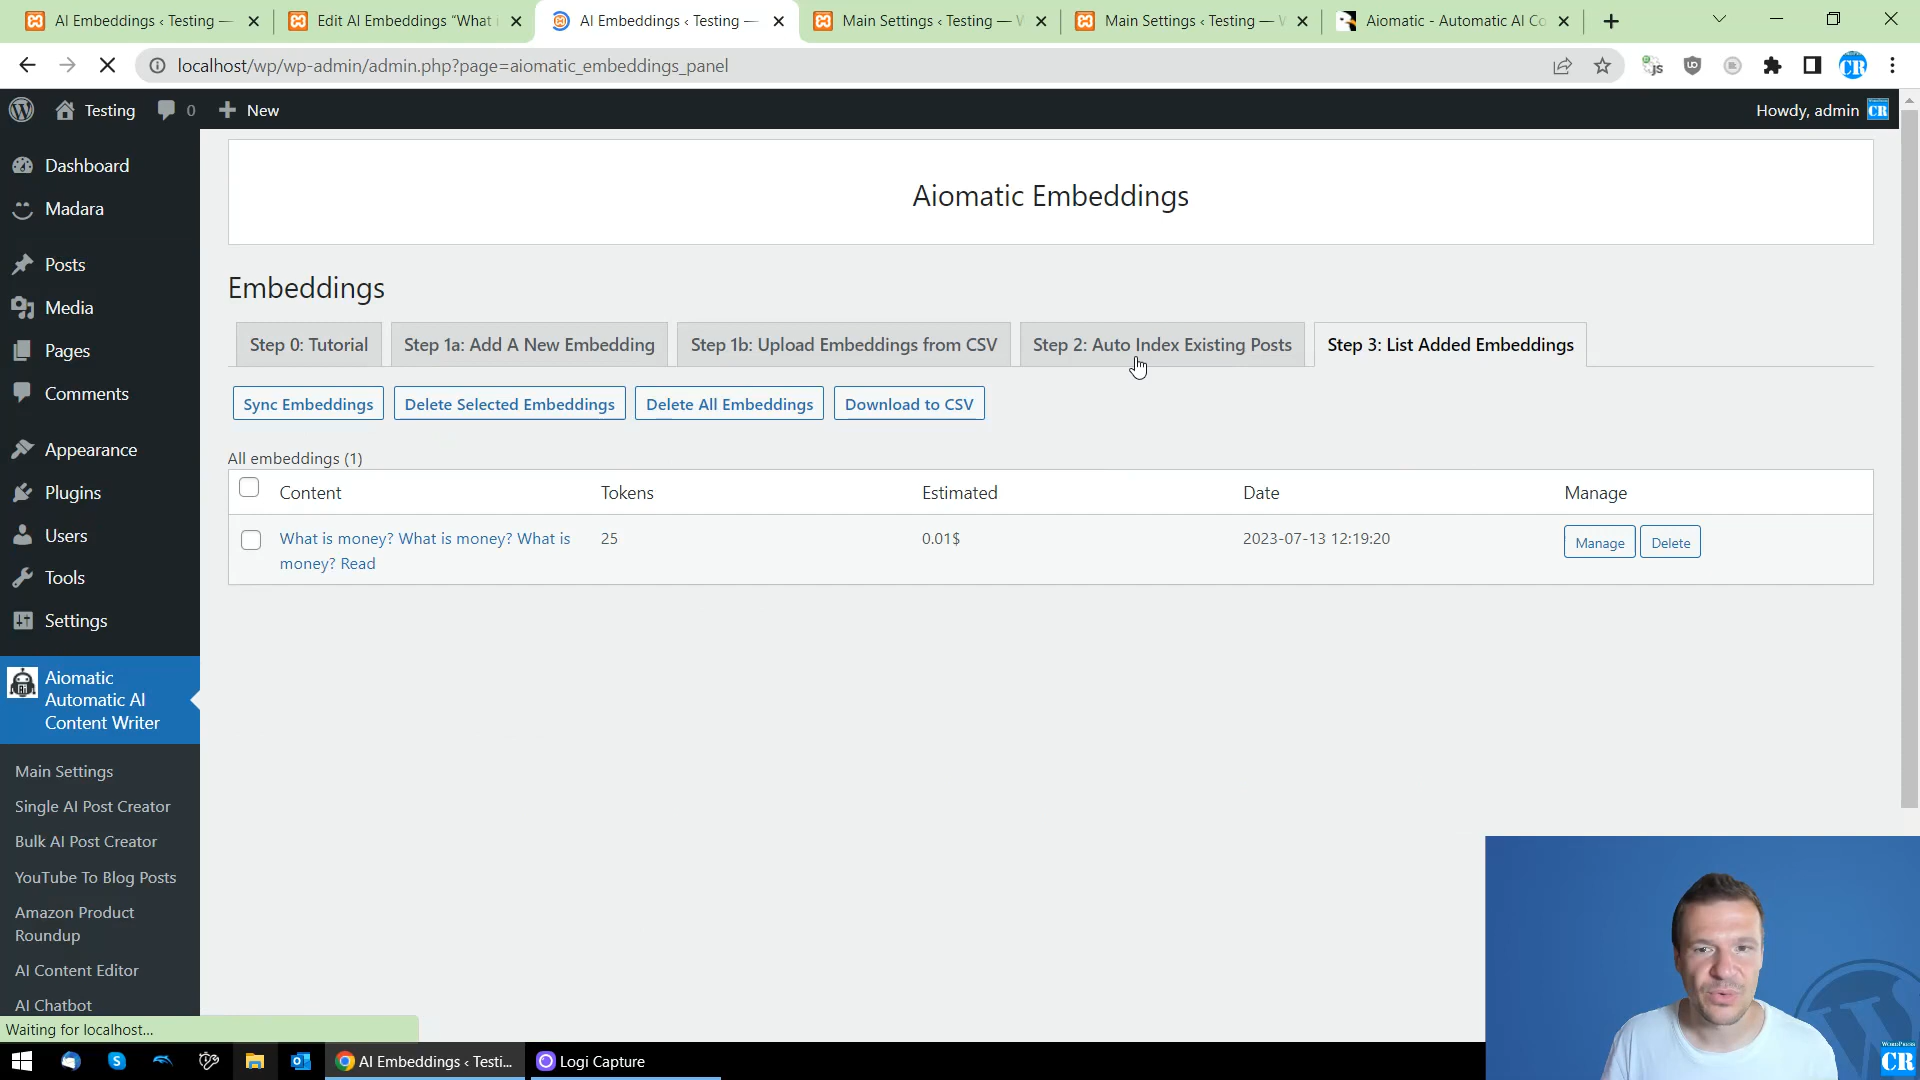 AI Embeddings ‹ Testing —
Edit AI Embeddings “What i
AI Embeddings ‹ Testing —
Main Settings ‹ Testing — W
Main Settings ‹ Testing — W
Aiomatic - Automatic AI Co
localhost/wp/wp-admin/admin.php?page=aiomatic_embeddings_panel
Testing
0
New
Howdy, admin
CR
Dashboard
Madara
Posts
Media
Pages
Comments
Appearance
Plugins
Users
Tools
Settings
Aiomatic
Automatic AI
Content Writer
Main Settings
Single AI Post Creator
Bulk AI Post Creator
YouTube To Blog Posts
Amazon Product
Roundup
AI Content Editor
AI Chatbot
Aiomatic Embeddings
Embeddings
Step 0: Tutorial
Step 1a: Add A New Embedding
Step 1b: Upload Embeddings from CSV
Step 2: Auto Index Existing Posts
Step 3: List Added Embeddings
Sync Embeddings
Delete Selected Embeddings
Delete All Embeddings
Download to CSV
All embeddings (1)
Content Tokens Estimated Date Manage
What is money? What is money? What is
money? Read
25
0.01$
2023-07-13 12:19:20
Manage
Delete
Waiting for localhost...
AI Embeddings ‹ Testi...
Logi Capture
WORDPRESS
CR